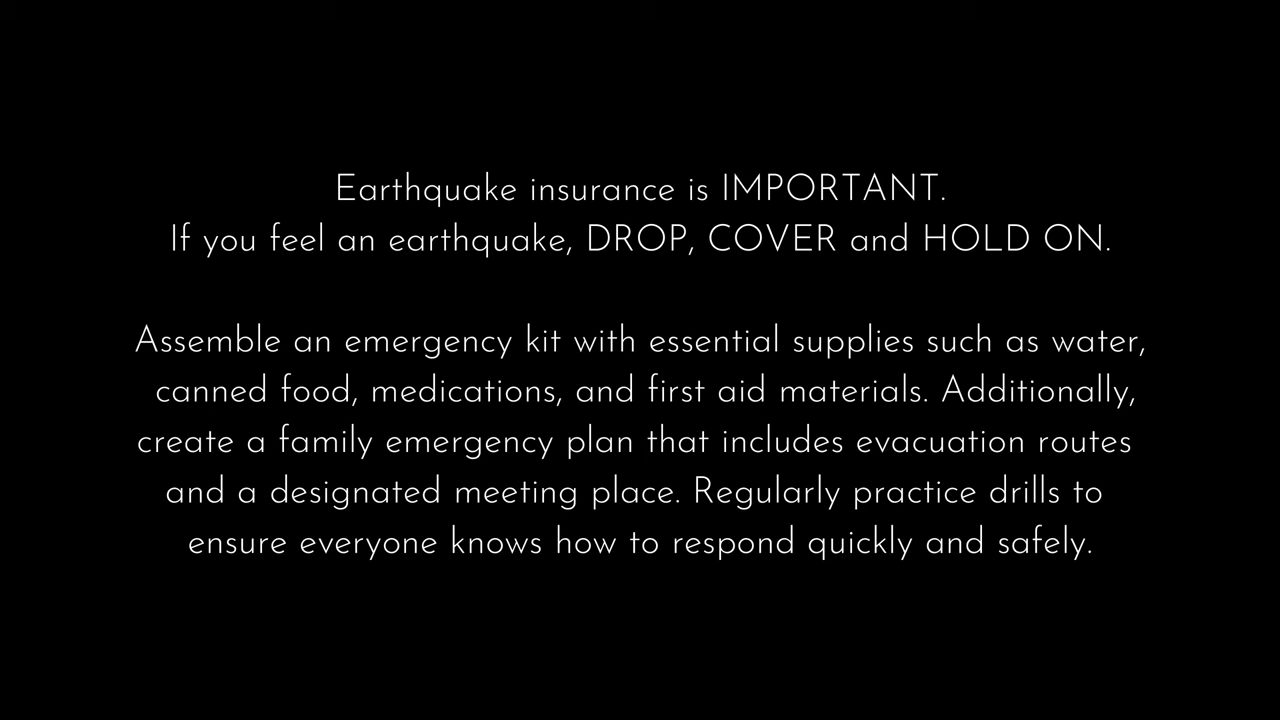 Earthquake insurance is IMPORTANT.
If you feel an earthquake, DROP, COVER and HOLD ON.
Assemble an emergency kit with essential supplies such as water,
canned food, medications, and first aid materials. Additionally,
create a family emergency plan that includes evacuation routes
and a designated meeting place. Regularly practice drills to
ensure everyone knows how to respond quickly and safely.